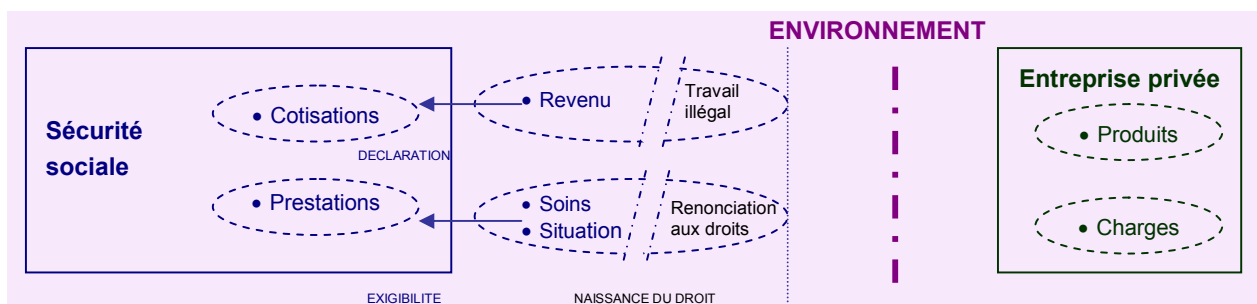 ENVIRONNEMENT
Sécurité
sociale
• Cotisations
DECLARATION
• Prestations
EXIGIBILITE
• Revenu
Travail
illégal
• Soins
• Situation
Renonciation
aux droits
NAISSANCE DU DROIT
Entreprise privée
• Produits
• Charges